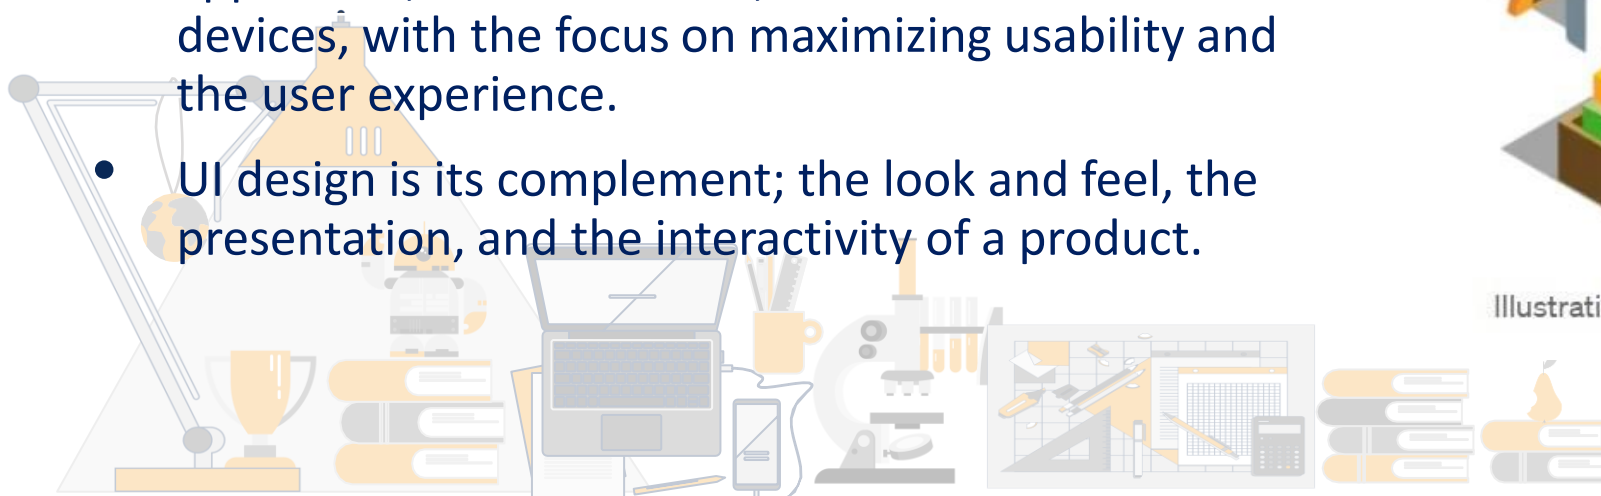 devices, with the focus on maximizing usability and
the user experience.
• UI design is its complement; the look and feel, the
presentation, and the interactivity of a product.
Illustrati